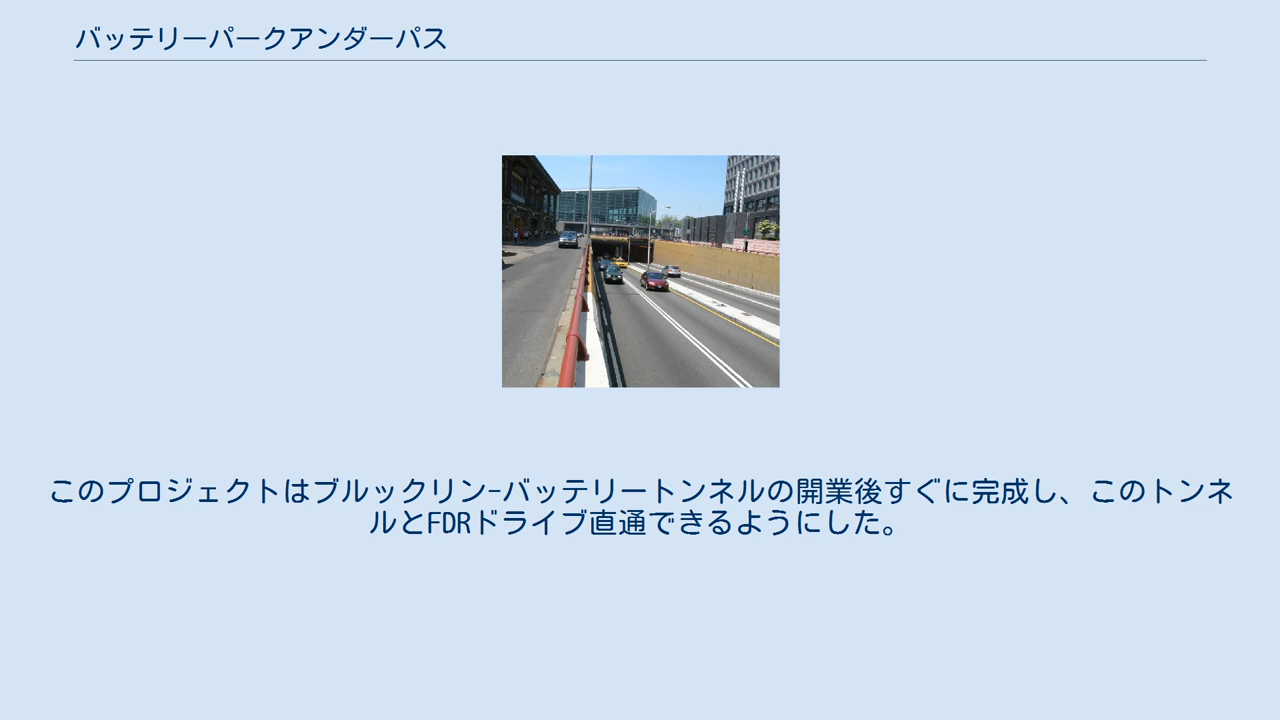 バッテリーパークアンダーパス
このプロジェクトはブルックリン-バッテリートンネルの開業後すぐに完成し、このトンネ
ルとFDRドライブ直通できるようにした。